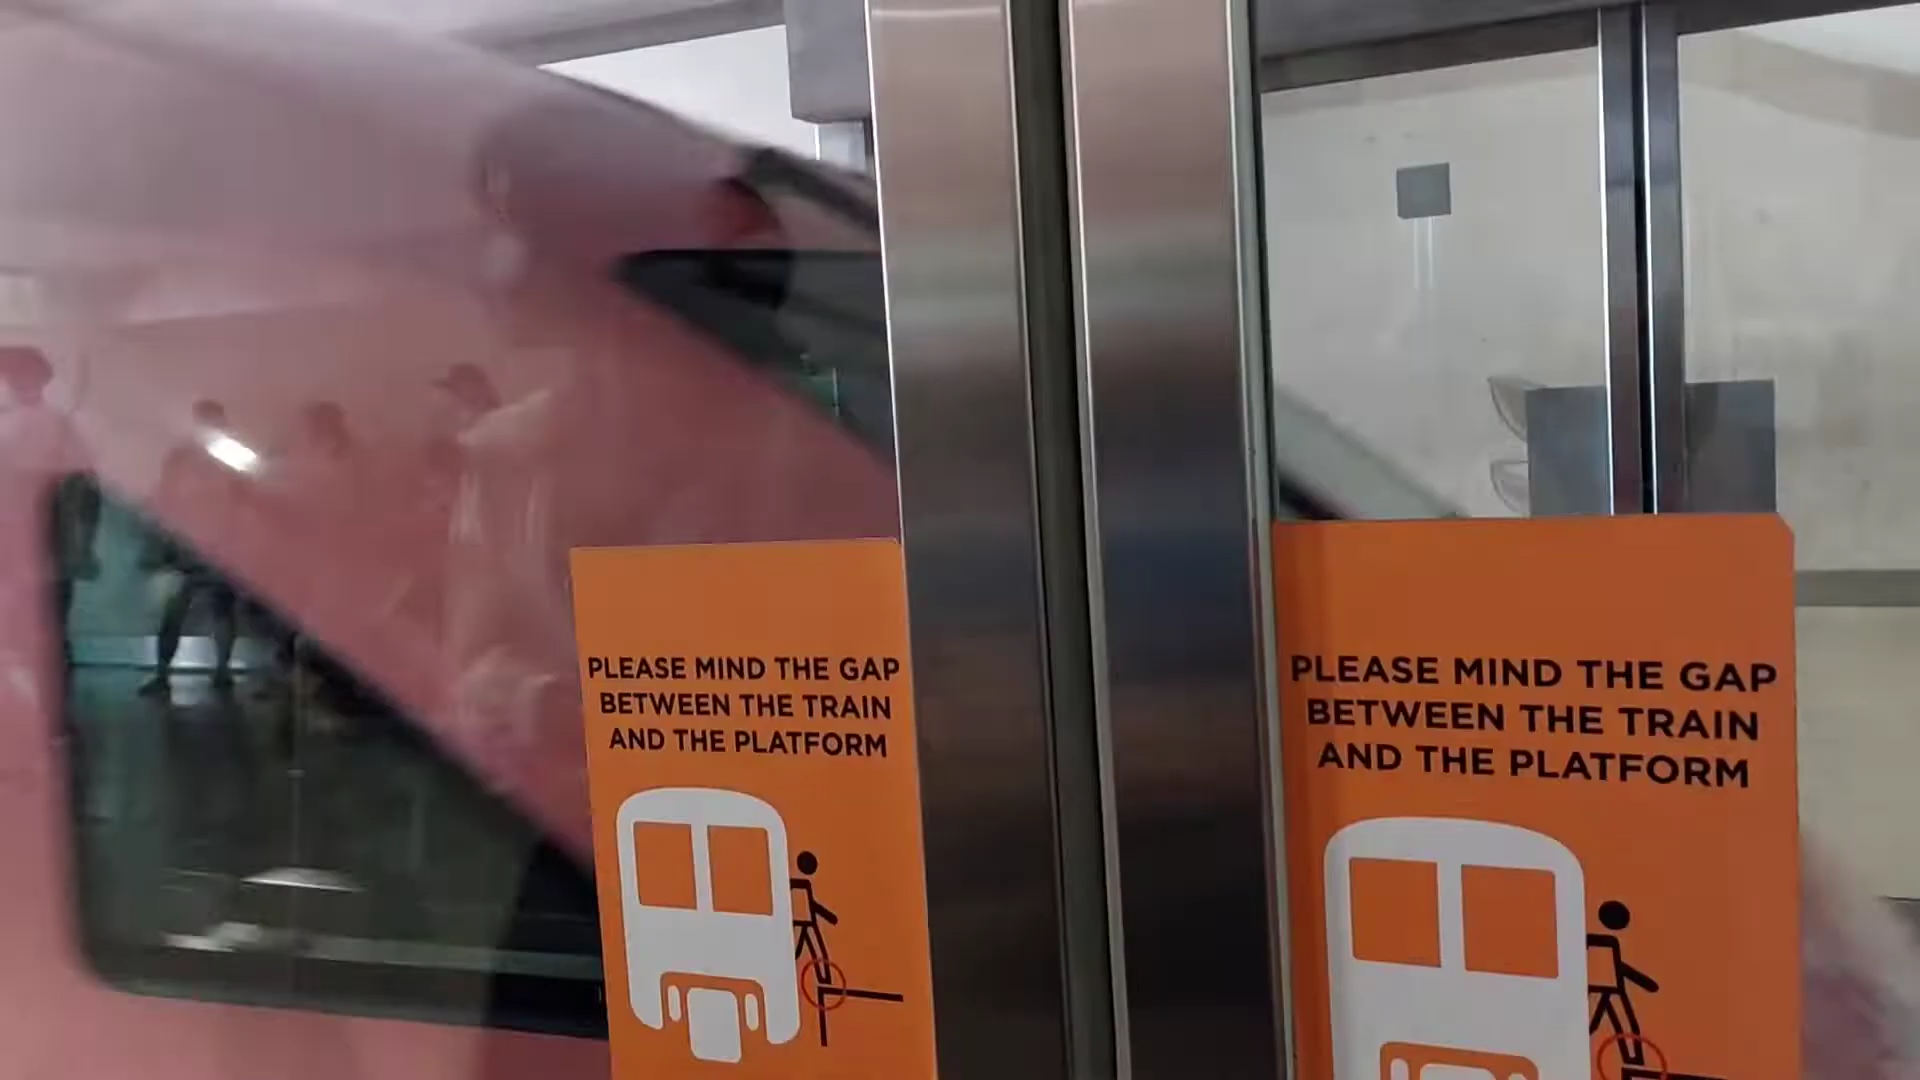 PLEASE MIND THE GAP
BETWEEN THE TRAIN
AND THE PLATFORM
PLEASE MIND THE GAP
BETWEEN THE TRAIN
AND THE PLATFORM